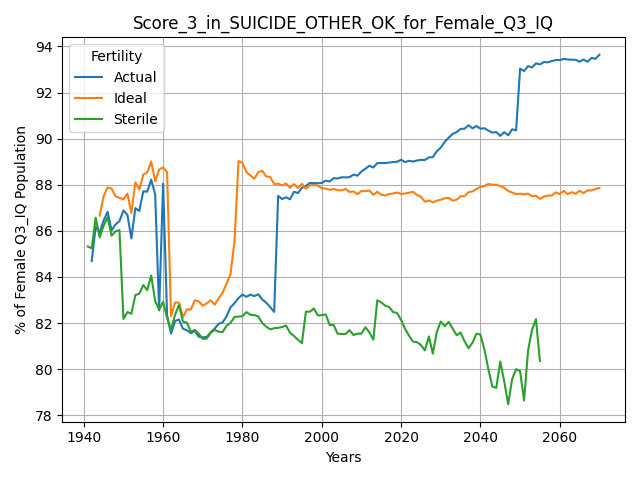 Score_3_in_SUICIDE_OTHER_OK_for_Female_Q3_IQ
Fertility
Actual
Ideal
Sterile
% of Female Q3_IQ Population
94
92
90
88
86
84
82
80
78
1940
1960
1980
2000
2020
2040
2060
Years